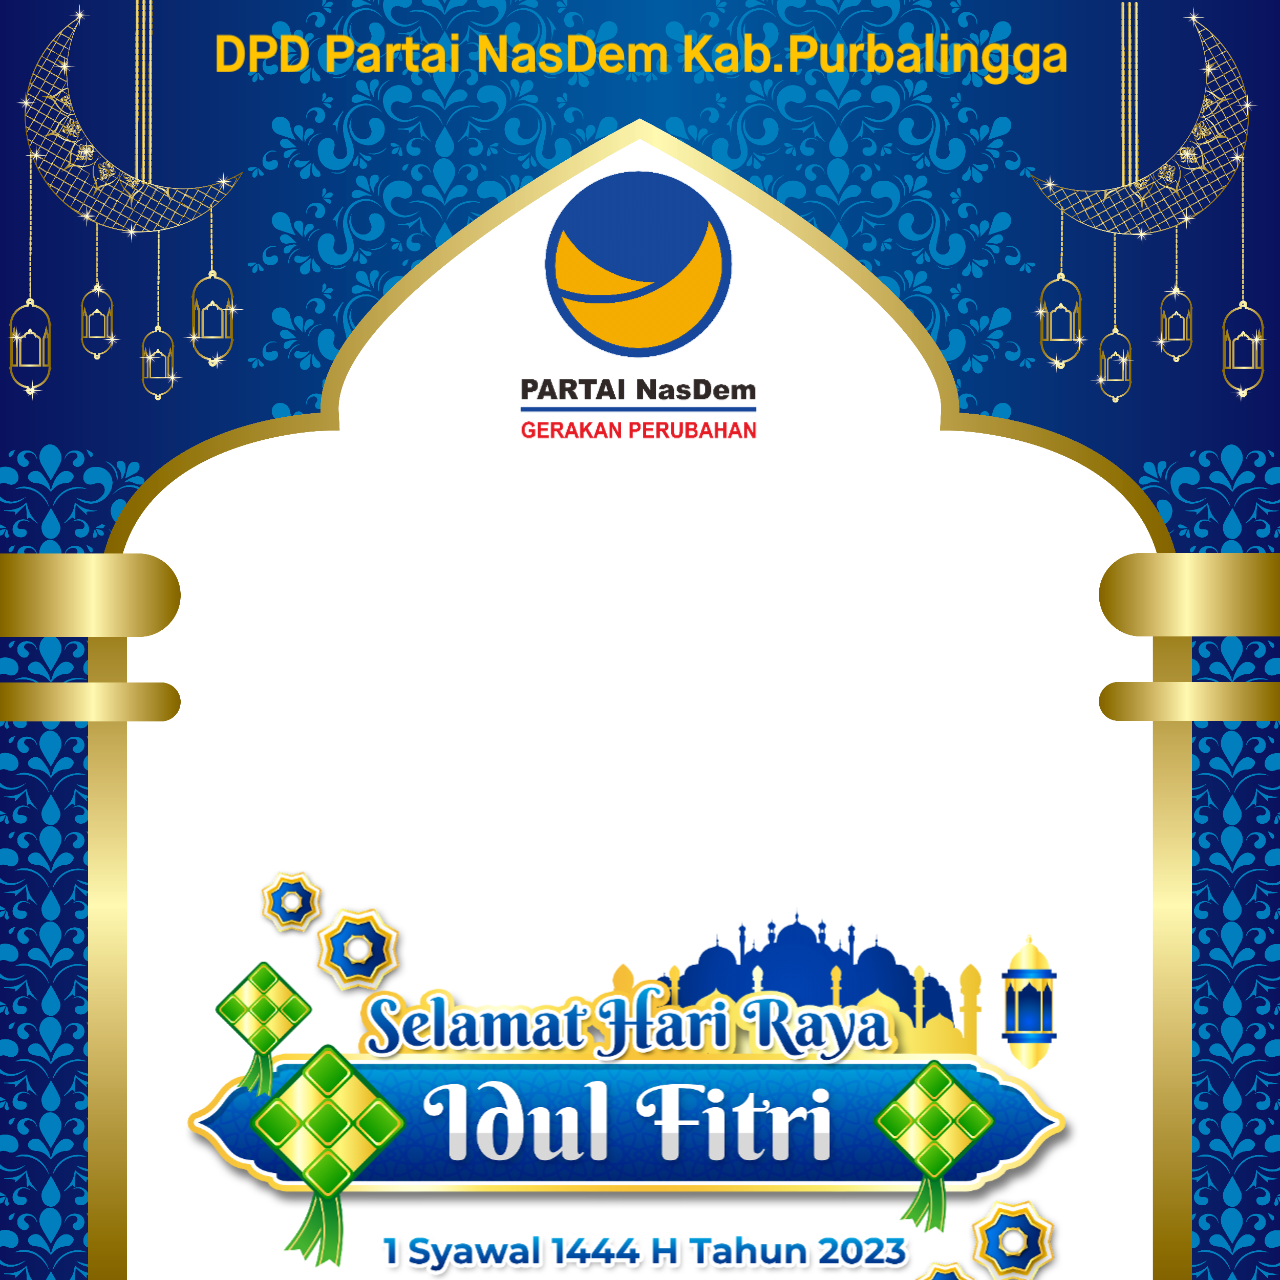 DPD Partai NasDem Kab.Purbalingga
PARTAI NasDem
GERAKAN PERUBAHAN
Selamat Hari Raya
Idul Fitri
1 Syawal 1444 H Tahun 2023